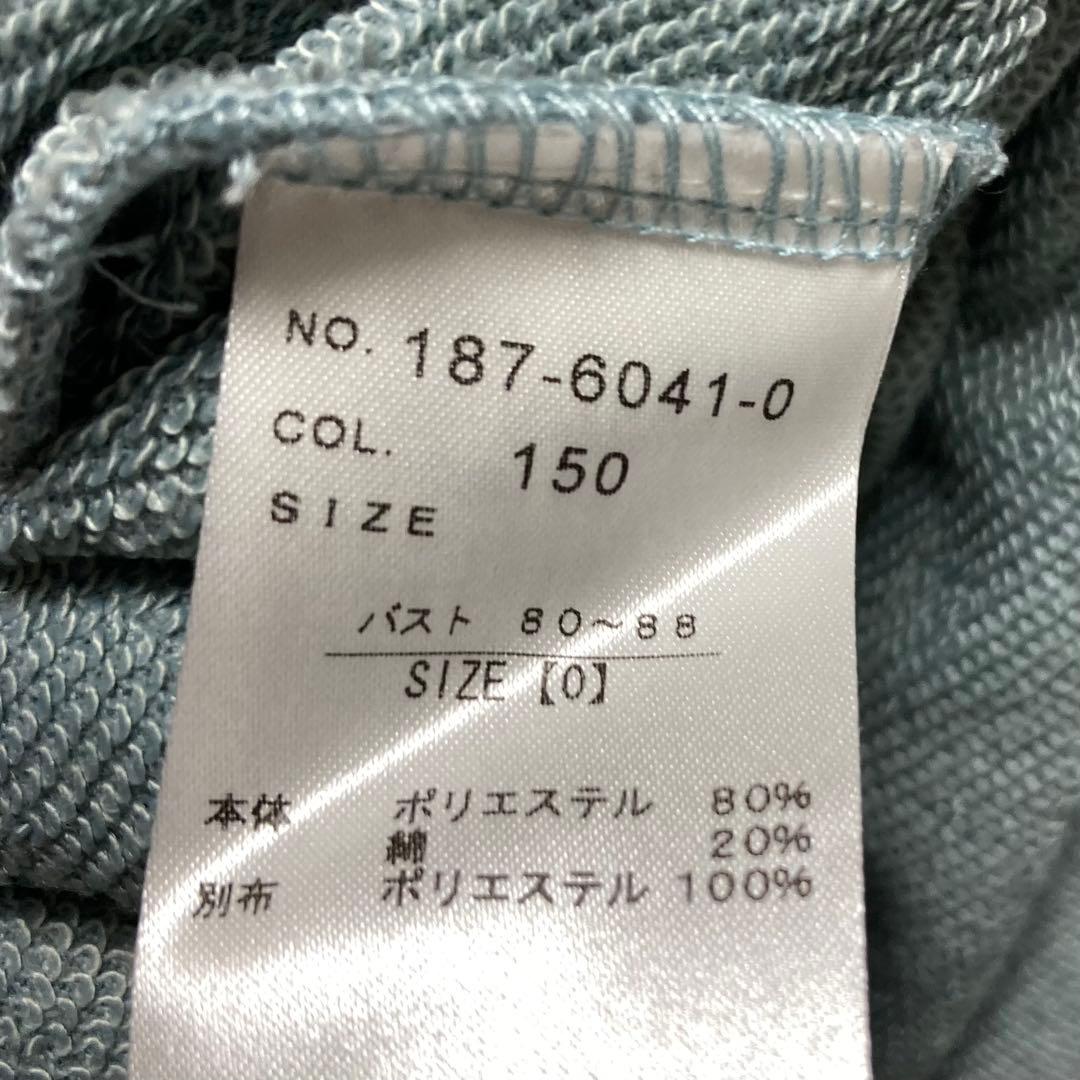 NO. 187-6041-0
COL. 150
SIZE
バスト 80～88
SIZE【0】
本体 ポリエステル 80%
綿 20%
別布 ポリエステル 100%